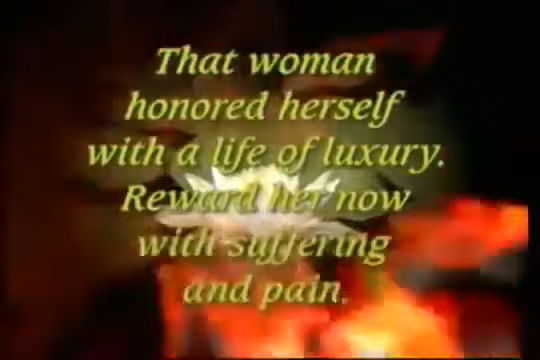 That woman
honored herself
with a life of luxury.
Reward her now
with suffering
and pain.